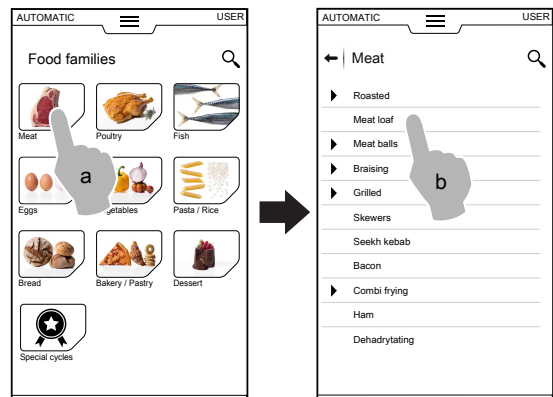 AUTOMATIC USER
Food families
Meat Poultry Fish
a
Eggs getables Pasta / Rice
Bread Bakery / Pastry Dessert
Special cycles
AUTOMATIC USER
Meat
Roasted
Meat loaf
Meat balls
Braising
b
Grilled
Skewers
Seekh kebab
Bacon
Combi frying
Ham
Dehadrytating